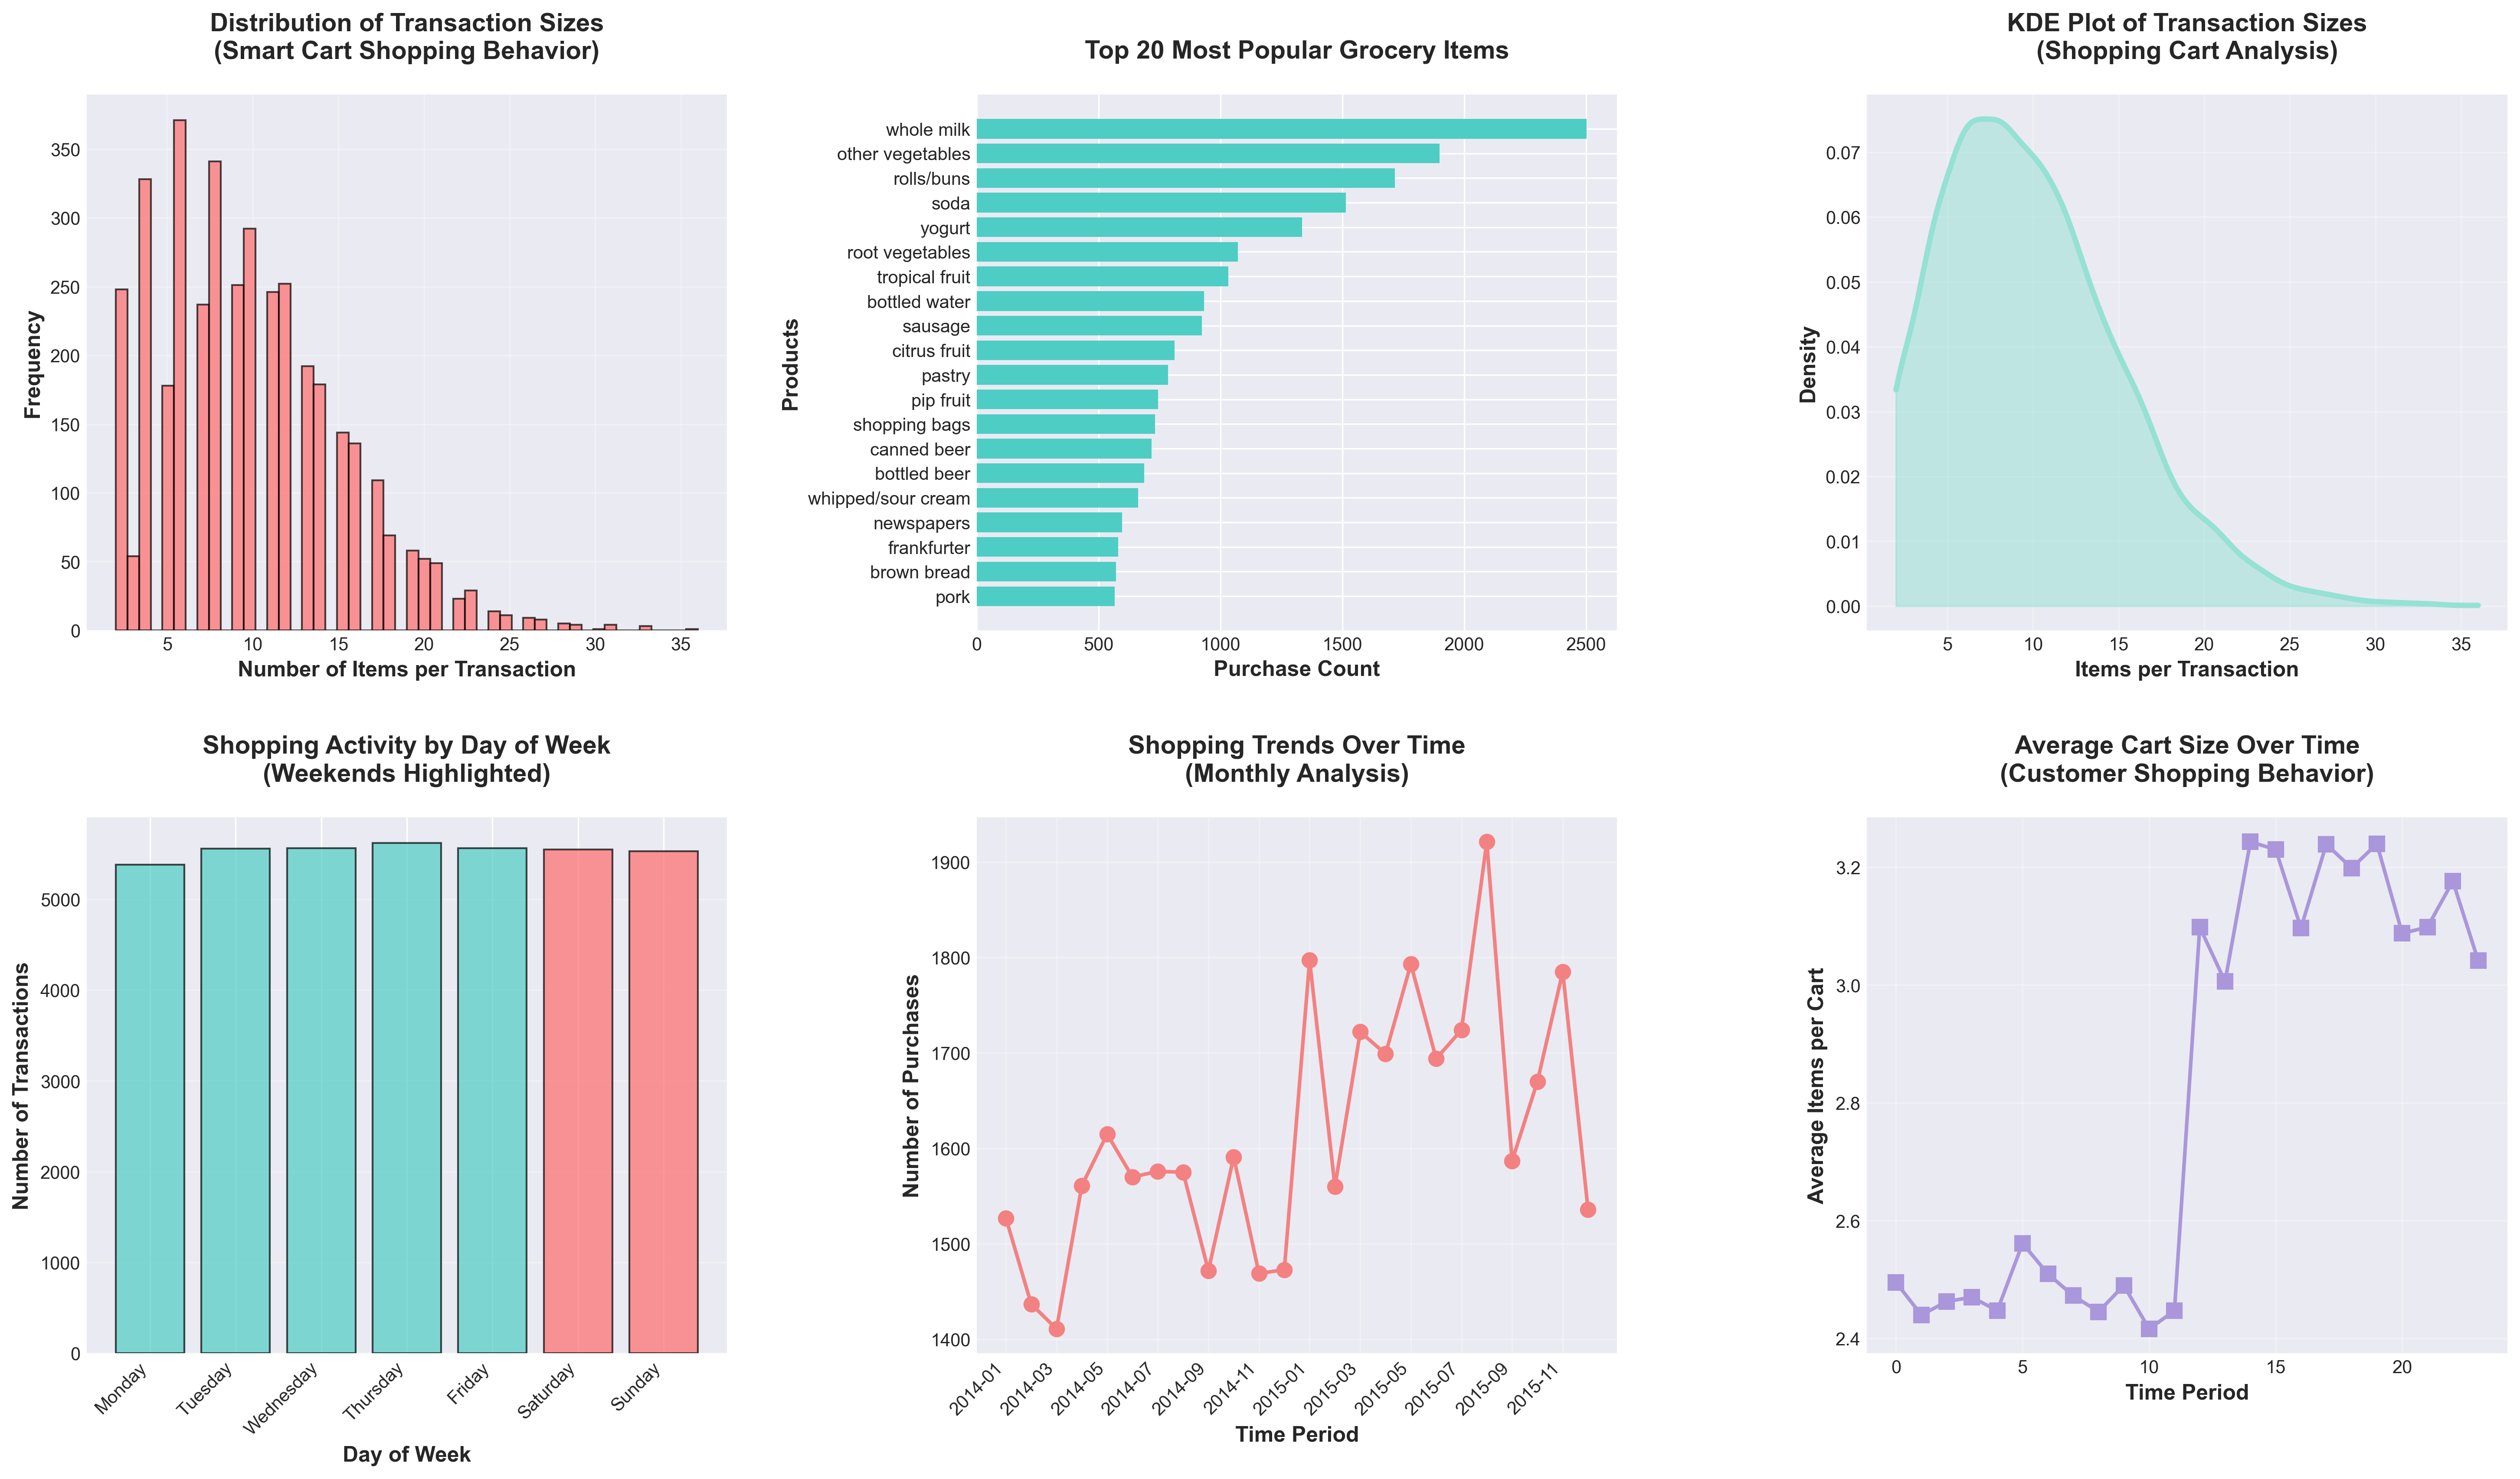 Distribution of Transaction Sizes
(Smart Cart Shopping Behavior)
Frequency
350
300
250
200
150
100
50
0
5
10
15
20
25
30
35
Number of Items per Transaction
Top 20 Most Popular Grocery Items
Products
whole milk
other vegetables
rolls/buns
soda
yogurt
root vegetables
tropical fruit
bottled water
sausage
citrus fruit
pastry
pip fruit
shopping bags
canned beer
bottled beer
whipped/sour cream
newspapers
frankfurter
brown bread
pork
0
500
1000
1500
2000
2500
Purchase Count
KDE Plot of Transaction Sizes
(Shopping Cart Analysis)
Density
0.07
0.06
0.05
0.04
0.03
0.02
0.01
0.00
5
10
15
20
25
30
35
Items per Transaction
Shopping Activity by Day of Week
(Weekends Highlighted)
Number of Transactions
5000
4000
3000
2000
1000
0
Monday
Tuesday
Wednesday
Thursday
Friday
Saturday
Sunday
Day of Week
Shopping Trends Over Time
(Monthly Analysis)
Number of Purchases
1900
1800
1700
1600
1500
1400
2014-01
2014-03
2014-05
2014-07
2014-09
2014-11
2015-01
2015-03
2015-05
2015-07
2015-09
2015-11
Time Period
Average Cart Size Over Time
(Customer Shopping Behavior)
Average Items per Cart
3.2
3.0
2.8
2.6
2.4
0
5
10
15
20
Time Period